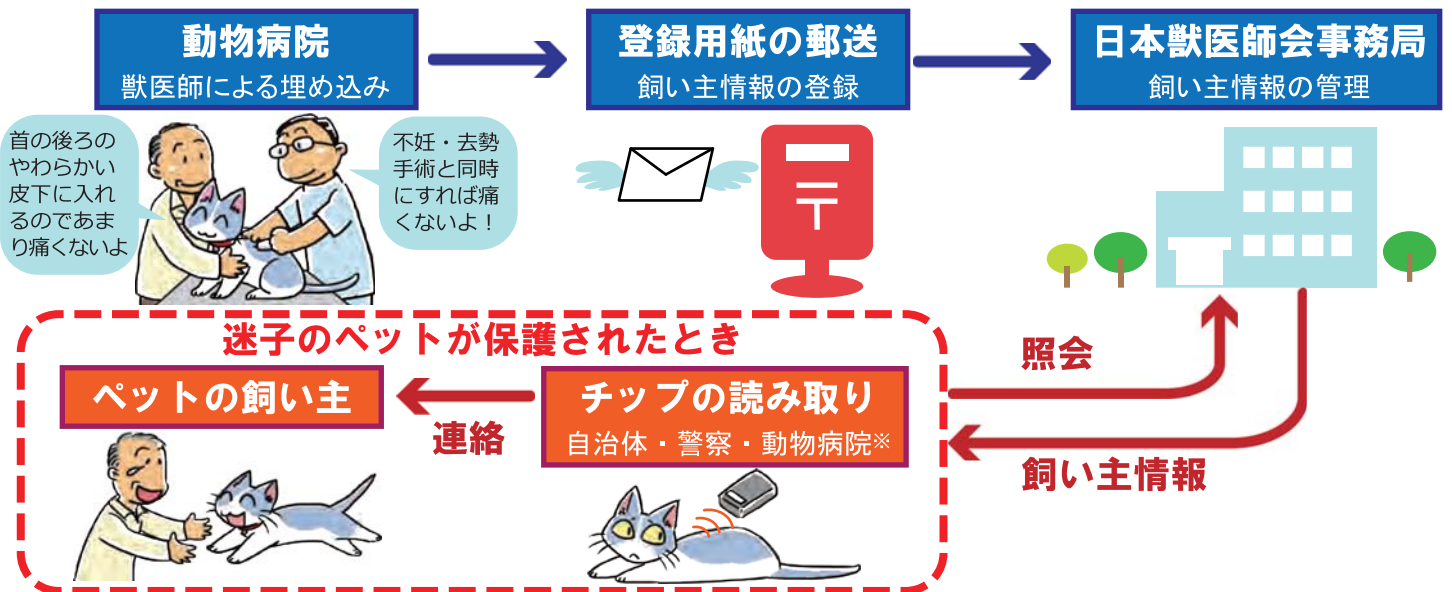 動物病院
獣医師による埋め込み
登録用紙の郵送
飼い主情報の登録
日本獣医師会事務局
飼い主情報の管理
首の後ろの
やわらかい
皮下に入れ
るのであま
り痛くないよ
不妊・去勢
手術と同時
にすれば痛
くないよ！
〒
迷子のペットが保護されたとき
ペットの飼い主
連絡
チップの読み取り
自治体・警察・動物病院※
照会
飼い主情報